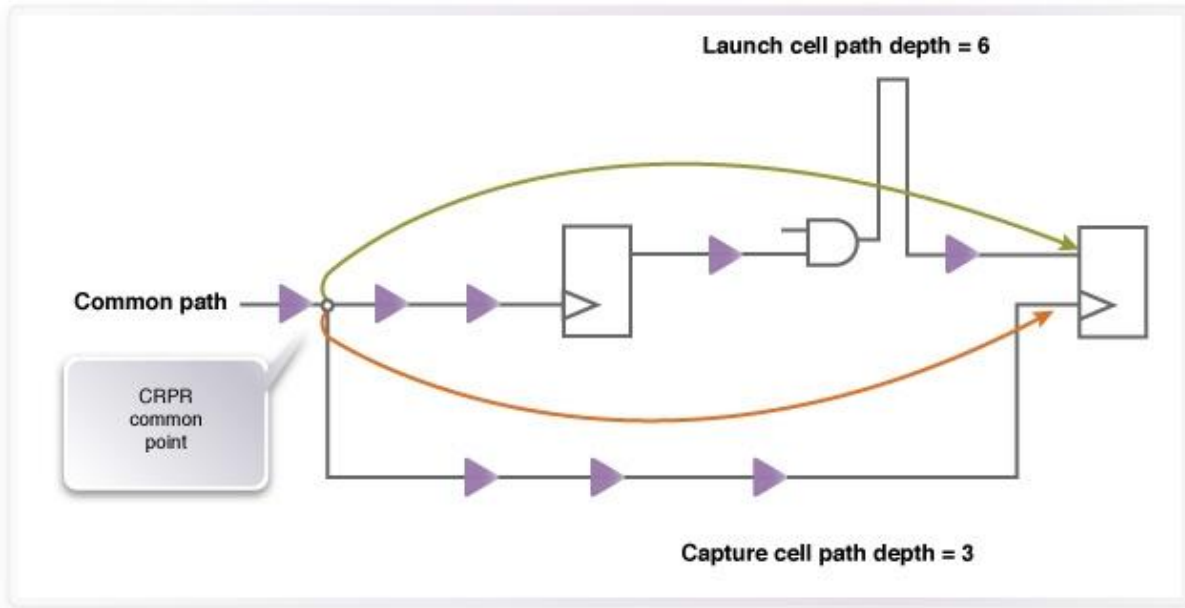 Launch cell path depth = 6
Common path
CRPR
common
point
Capture cell path depth = 3